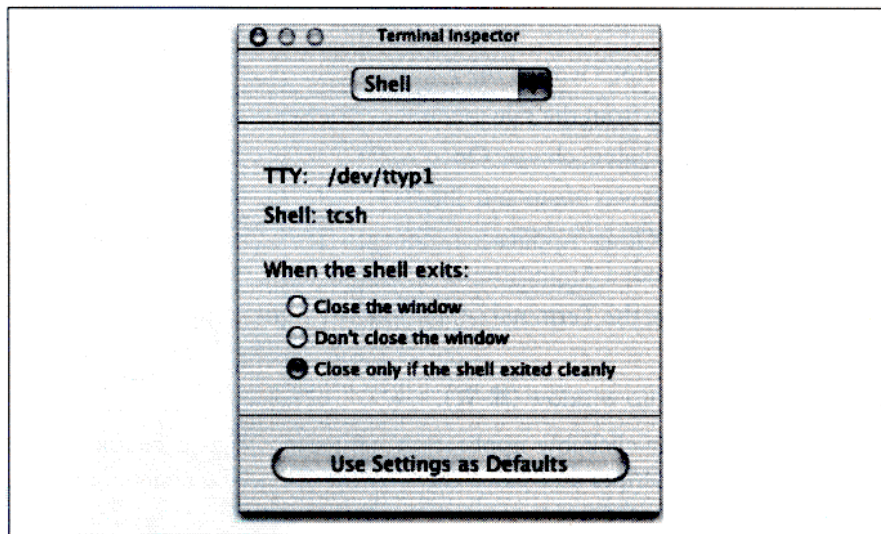 Terminal Inspector
Shell
TTY: /dev/ttyp1
Shell: tcsh
When the shell exits:
Close the window
Don't close the window
Close only if the shell exited cleanly
Use Settings as Defaults